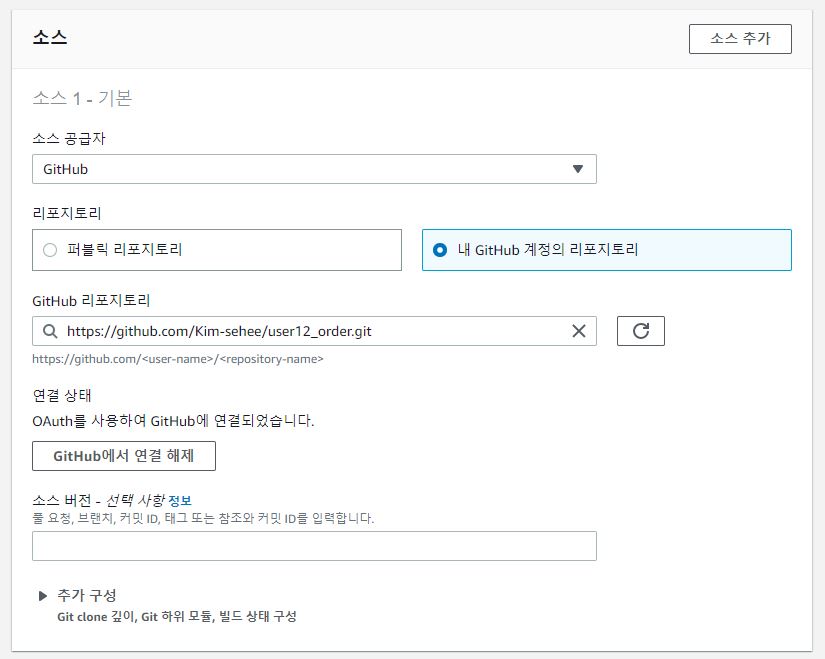 소스
소스 추가
소스 1 - 기본
소스 공급자
GitHub
리포지토리
퍼블릭 리포지토리
내 GitHub 계정의 리포지토리
GitHub 리포지토리
https://github.com/Kim-sehee/user12_order.git
https://github.com/<user-name>/<repository-name>
연결 상태
OAuth를 사용하여 GitHub에 연결되었습니다.
GitHub에서 연결 해제
소스 버전 - 선택 사항 정보
풀 요청, 브랜치, 커밋 ID, 태그 또는 참조와 커밋 ID를 입력합니다.
추가 구성
Git clone 깊이, Git 하위 모듈, 빌드 상태 구성